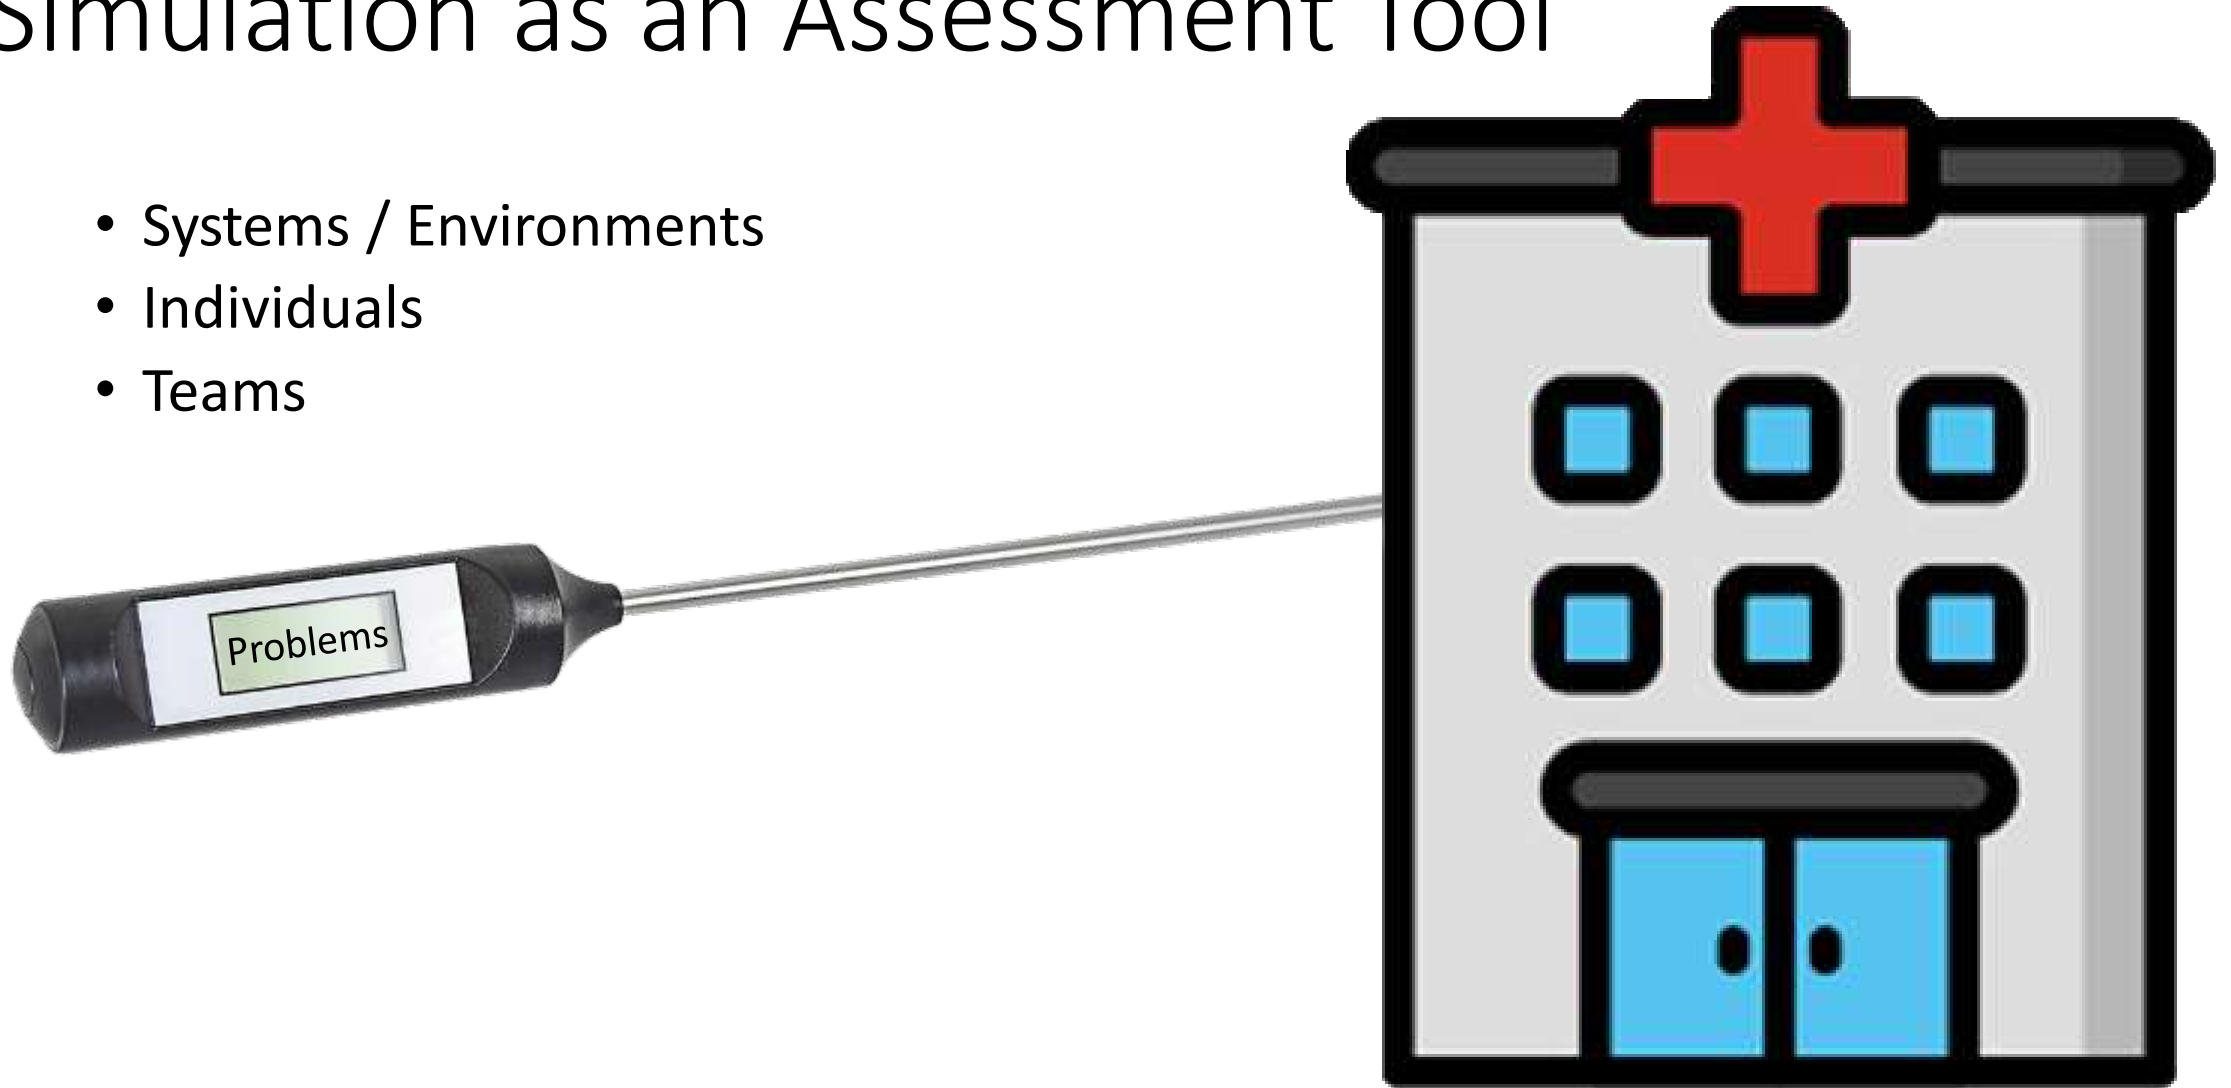 Simulation as an Assessment Tool
• Systems / Environments
• Individuals
• Teams
Problems